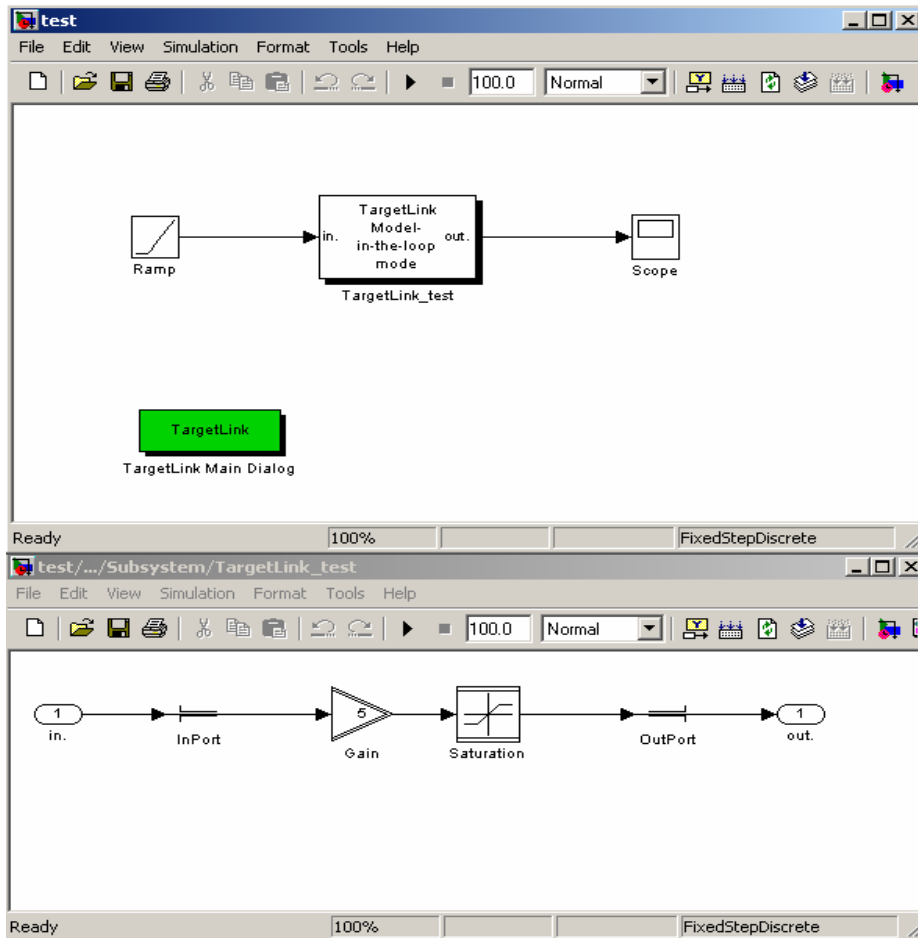 test
File Edit View Simulation Format Tools Help
100.0 Normal
TargetLink
Model-
in-the-loop
mode
in.
out.
Ramp
TargetLink_test
Scope
TargetLink
TargetLink Main Dialog
Ready 100% FixedStepDiscrete
test/.../Subsystem/TargetLink_test
File Edit View Simulation Format Tools Help
100.0 Normal
1
in.
InPort
5
Gain
Saturation
OutPort
1
out.
Ready 100% FixedStepDiscrete